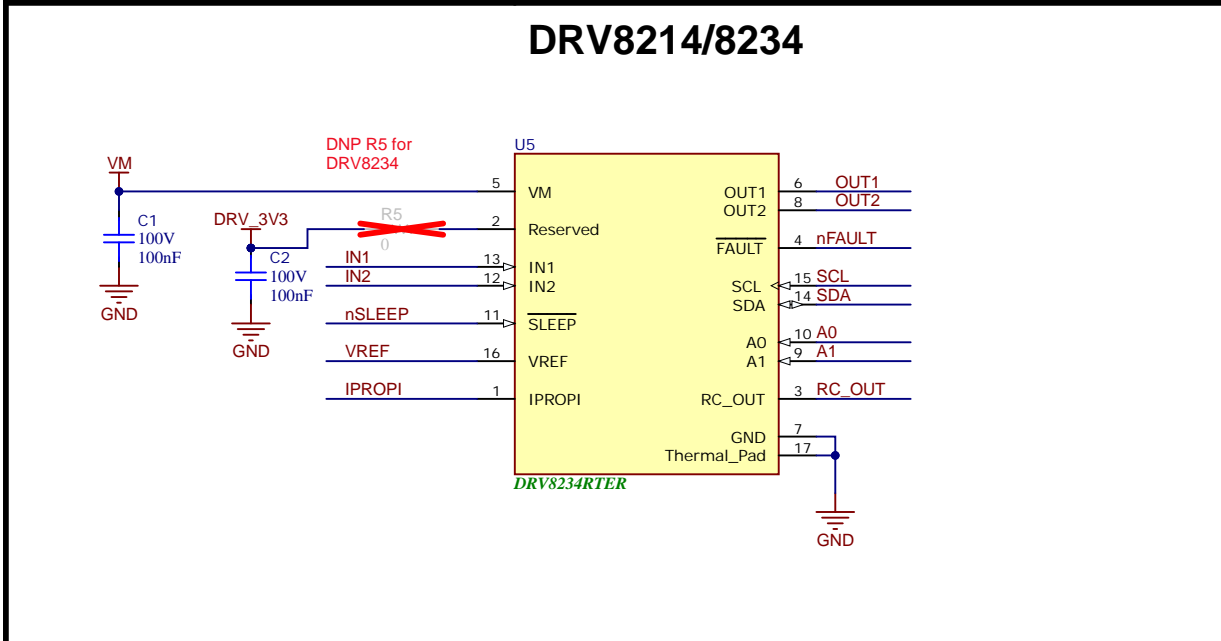 DRV8214/8234
DNP R5 for
DRV8234
U5
VM
5
VM
OUT1
6
OUT1
OUT2
8
OUT2
C1
100V
100nF
DRV_3V3
R5
0
2
Reserved
FAULT
4
nFAULT
C2
100V
100nF
IN1
13
IN1
IN2
12
IN2
SCL
15
SCL
SDA
14
SDA
GND
nSLEEP
11
SLEEP
A0
10
A0
A1
9
A1
GND
VREF
16
VREF
IPROPI
1
IPROPI
RC_OUT
3
RC_OUT
GND
7
Thermal_Pad
17
DRV8234RTER
GND